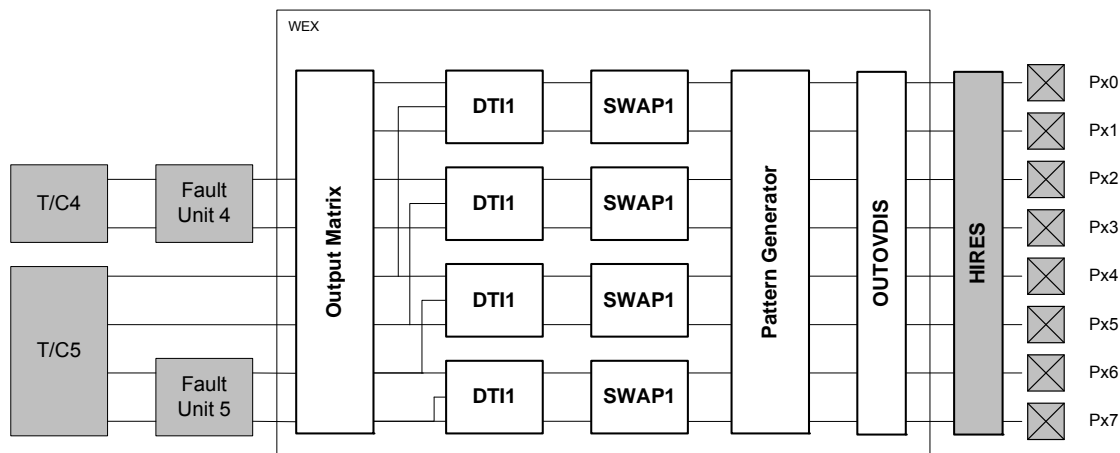 WEX
T/C4
Fault
Unit 4
T/C5
Fault
Unit 5
Output Matrix
DTI1
SWAP1
DTI1
SWAP1
DTI1
SWAP1
DTI1
SWAP1
Pattern Generator
OUTOVDIS
HIRES
Px0
Px1
Px2
Px3
Px4
Px5
Px6
Px7